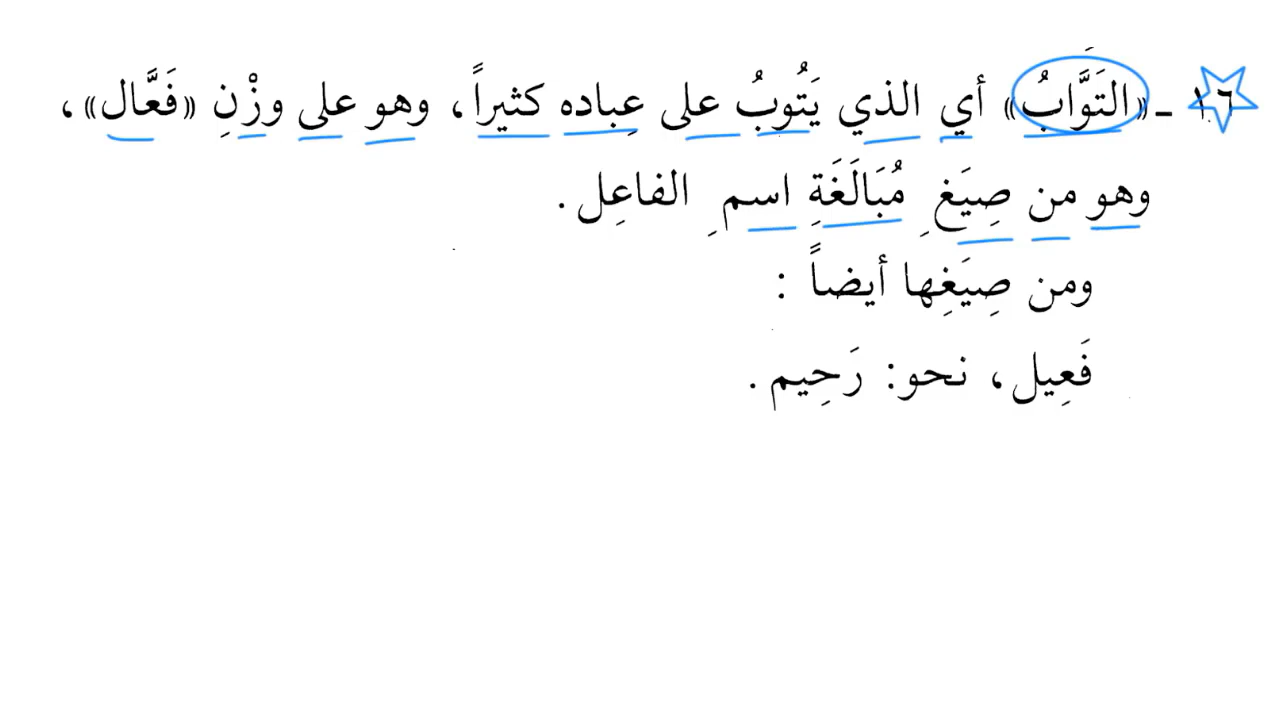 ١٦ ـ «التَوَّابُ» أي الذي يَتُوبُ على عِباده كثيراً، وهو على وزْنِ «فَعَّال»،
وهو من صِيَغِ مُبَالَغَةِ اسمِ الفاعِل.
ومن صِيَغِها أيضاً :
فَعِيل، نحو: رَحِيم.